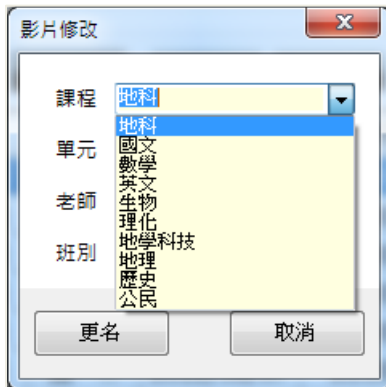 影片修改
課程 地科
地科
國文
單元
數學
英文
老師
生物
理化
班別
地學科技
地理
歷史
公民
更名 取消